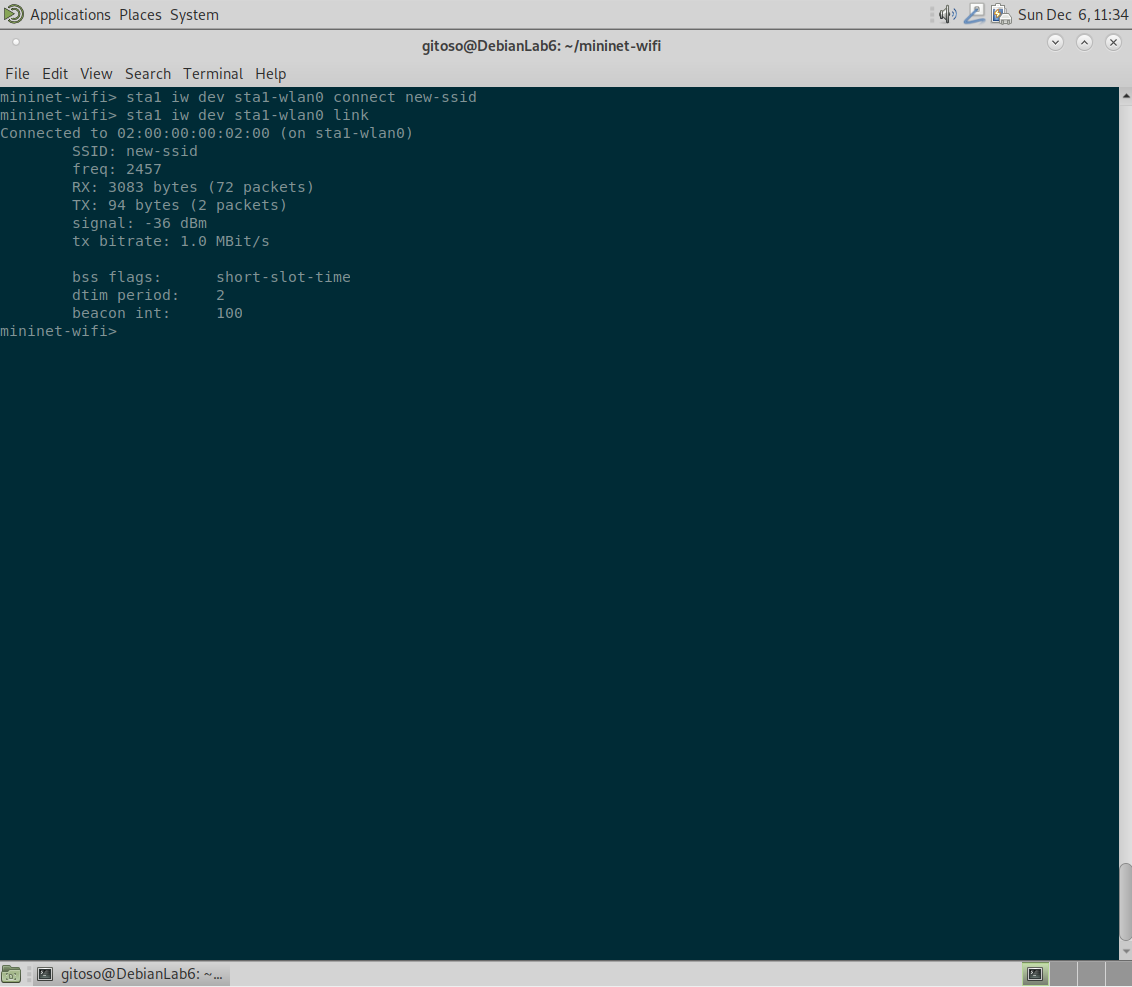 Applications Places System
Sun Dec 6, 11:34
gitoso@DebianLab6: ~/mininet-wifi
File Edit View Search Terminal Help
mininet-wifi> sta1 iw dev sta1-wlan0 connect new-ssid
mininet-wifi> sta1 iw dev sta1-wlan0 link
Connected to 02:00:00:00:02:00 (on sta1-wlan0)
SSID: new-ssid
freq: 2457
RX: 3083 bytes (72 packets)
TX: 94 bytes (2 packets)
signal: -36 dBm
tx bitrate: 1.0 MBit/s
bss flags: short-slot-time
dtim period: 2
beacon int: 100
mininet-wifi>
gitoso@DebianLab6: ~...